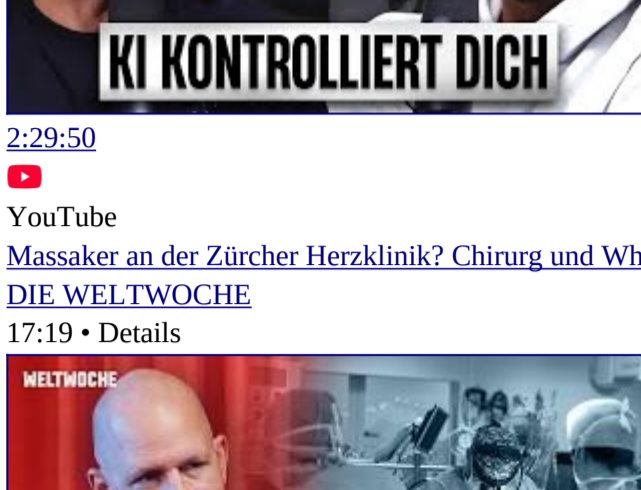 KI KONTROLLIERT DICH
2:29:50
YouTube
Massaker an der Zürcher Herzklinik? Chirurg und Wh
DIE WELTWOCHE
17:19 • Details
WELTWOCHE